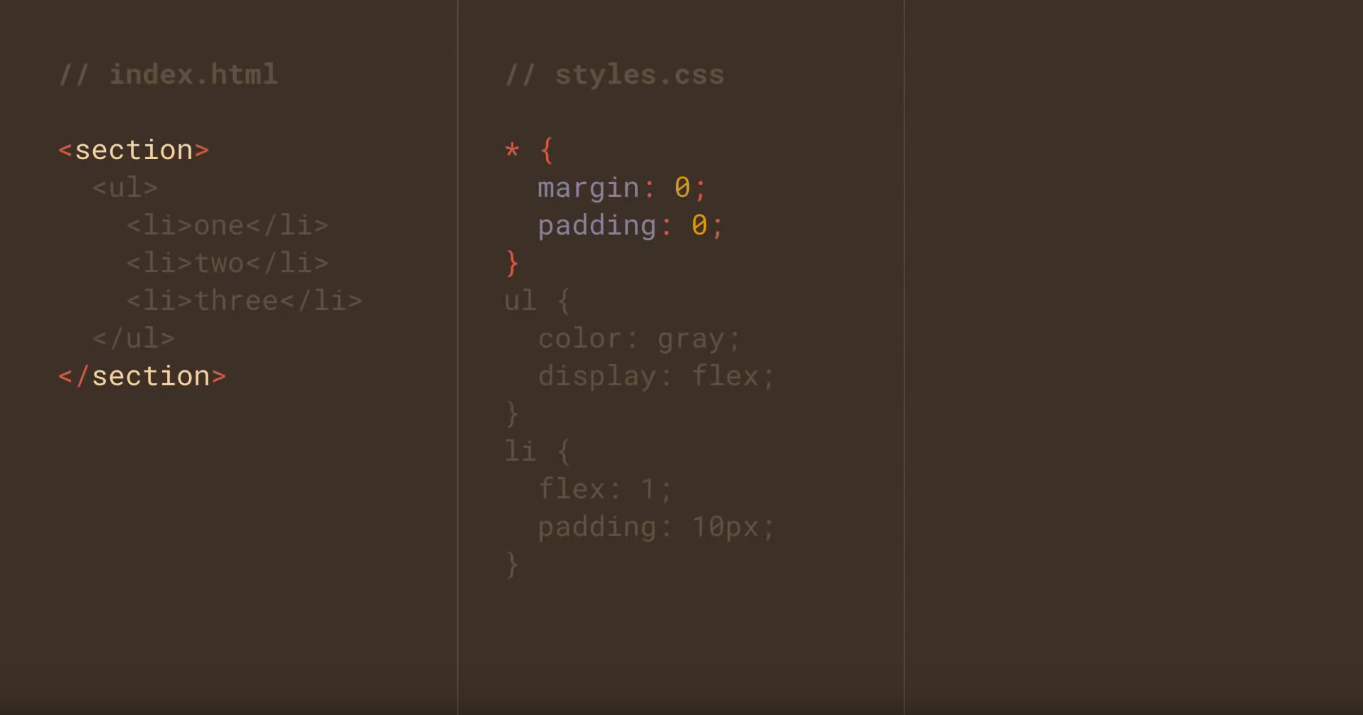 // index.html
<section>
  <ul>
    <li>one</li>
    <li>two</li>
    <li>three</li>
  </ul>
</section>
// styles.css
* {
  margin: 0;
  padding: 0;
}
ul {
  color: gray;
  display: flex;
}
li {
  flex: 1;
  padding: 10px;
}